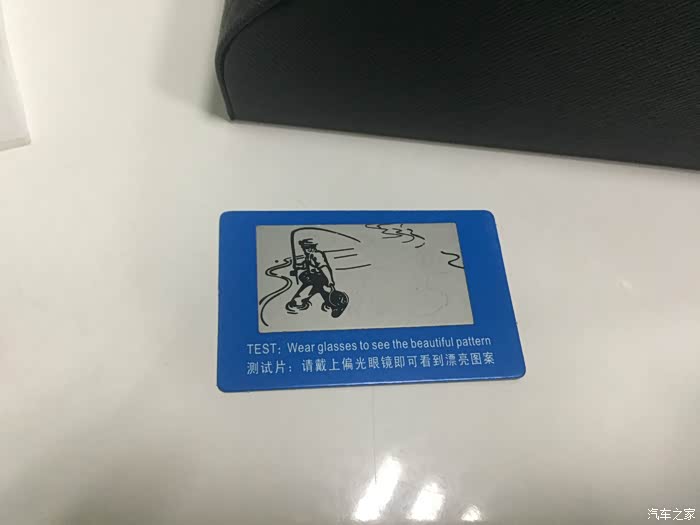 TEST: Wear glasses to see the beautiful pattern
测试片：请戴上偏光眼镜即可看到漂亮图案
汽车之家